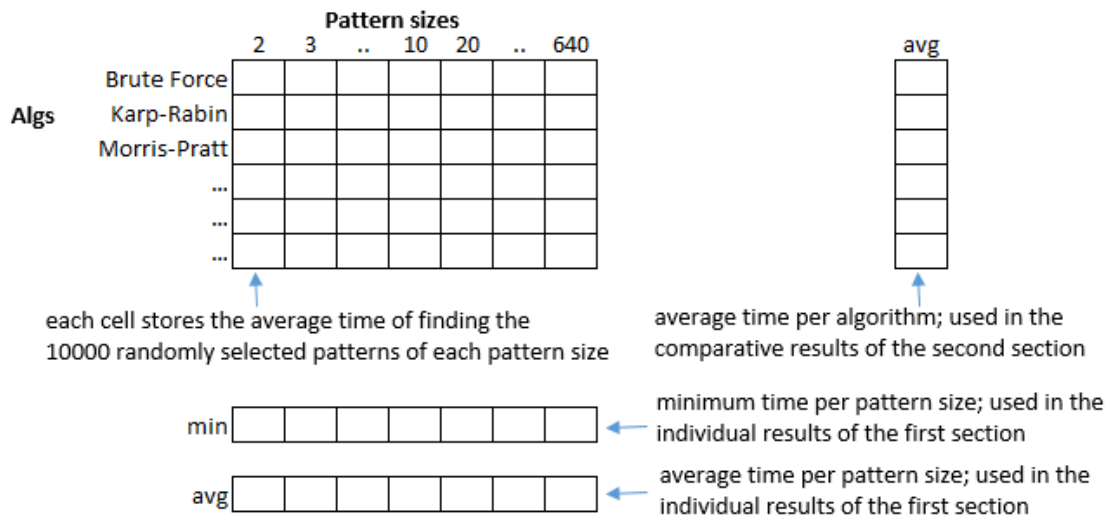 Pattern sizes
2 3 .. 10 20 .. 640 avg
Brute Force
Algs Karp-Rabin
Morris-Pratt
...
...
...
each cell stores the average time of finding the
10000 randomly selected patterns of each pattern size
average time per algorithm; used in the
comparative results of the second section
min
minimum time per pattern size; used in the
individual results of the first section
avg
average time per pattern size; used in the
individual results of the first section